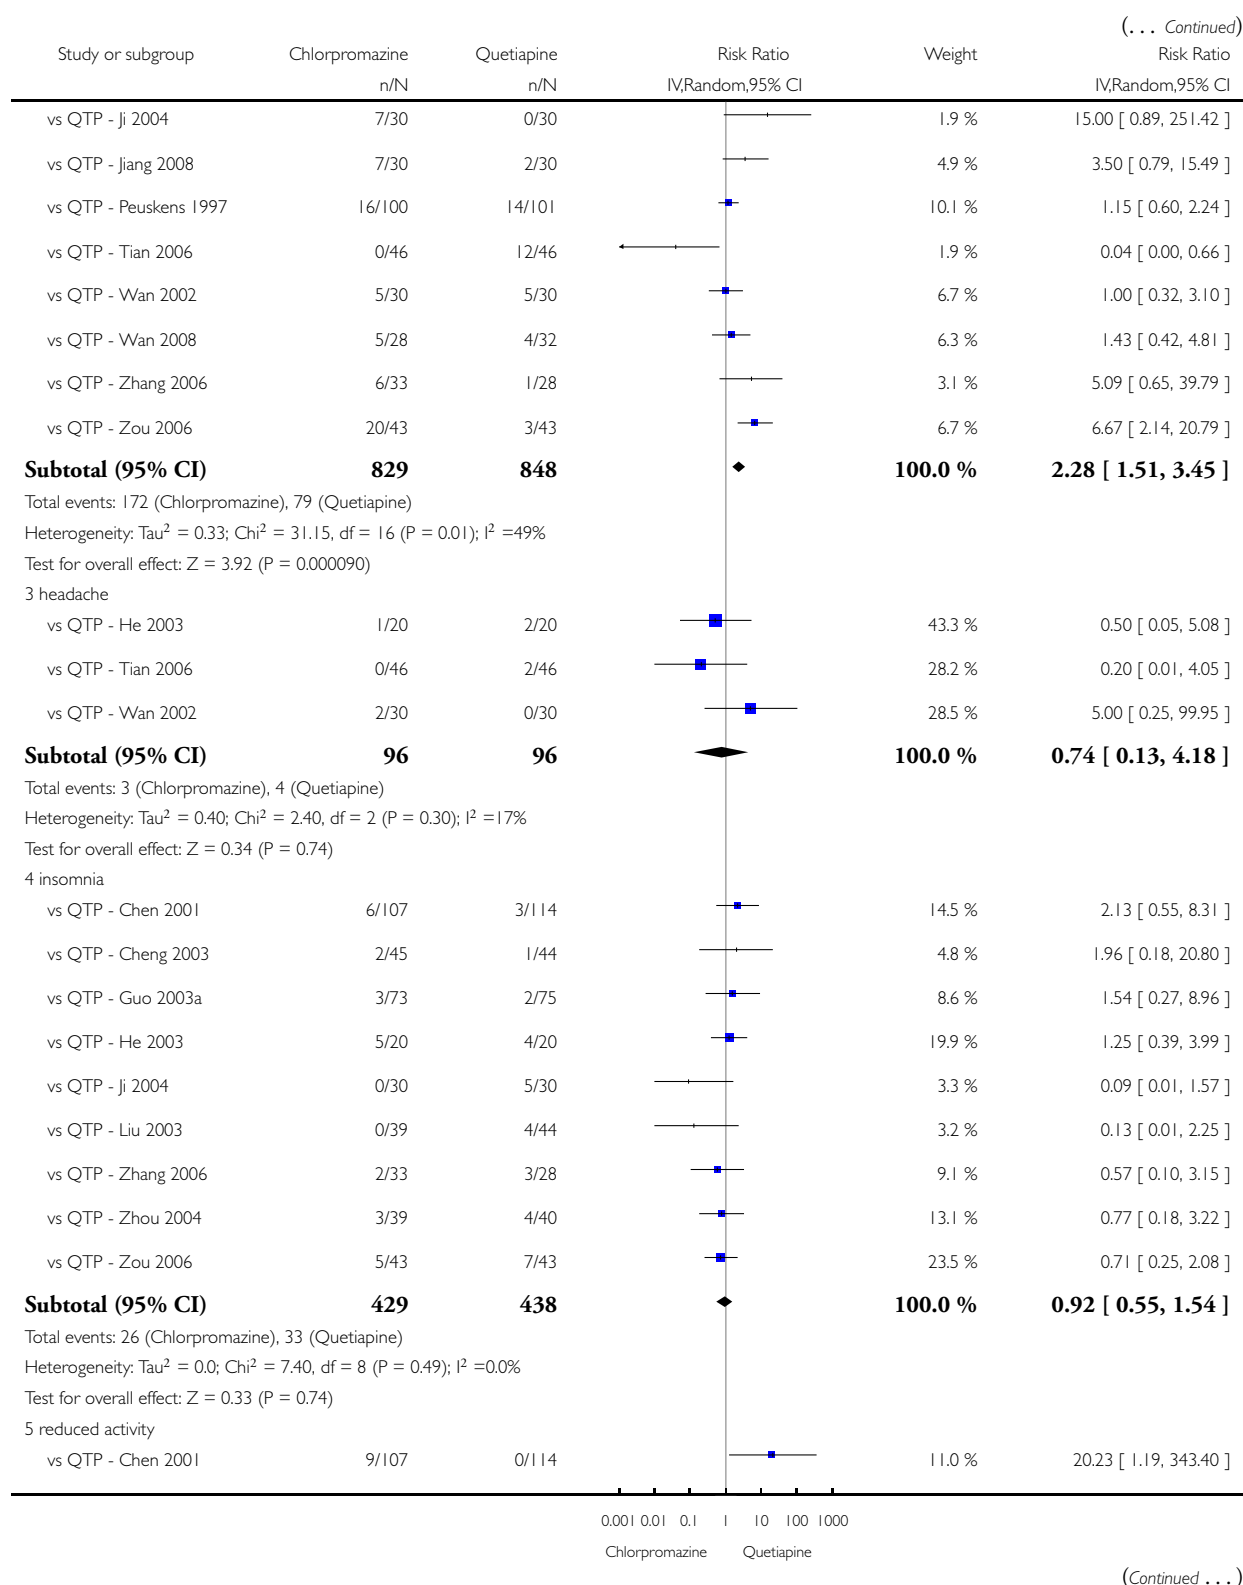 (... Continued)
Study or subgroup Chlorpromazine Quetiapine Risk Ratio Weight Risk Ratio
n/N n/N IV,Random,95% CI IV,Random,95% CI
vs QTP - Ji 2004 7/30 0/30 1.9 % 15.00 [ 0.89, 251.42 ]
vs QTP - Jiang 2008 7/30 2/30 4.9 % 3.50 [ 0.79, 15.49 ]
vs QTP - Peuskens 1997 16/100 14/101 10.1 % 1.15 [ 0.60, 2.24 ]
vs QTP - Tian 2006 0/46 12/46 1.9 % 0.04 [ 0.00, 0.66 ]
vs QTP - Wan 2002 5/30 5/30 6.7 % 1.00 [ 0.32, 3.10 ]
vs QTP - Wan 2008 5/28 4/32 6.3 % 1.43 [ 0.42, 4.81 ]
vs QTP - Zhang 2006 6/33 1/28 3.1 % 5.09 [ 0.65, 39.79 ]
vs QTP - Zou 2006 20/43 3/43 6.7 % 6.67 [ 2.14, 20.79 ]
Subtotal (95% CI) 829 848 100.0 % 2.28 [ 1.51, 3.45 ]
Total events: 172 (Chlorpromazine), 79 (Quetiapine)
Heterogeneity: Tau² = 0.33; Chi² = 31.15, df = 16 (P = 0.01); I² =49%
Test for overall effect: Z = 3.92 (P = 0.000090)
3 headache
vs QTP - He 2003 1/20 2/20 43.3 % 0.50 [ 0.05, 5.08 ]
vs QTP - Tian 2006 0/46 2/46 28.2 % 0.20 [ 0.01, 4.05 ]
vs QTP - Wan 2002 2/30 0/30 28.5 % 5.00 [ 0.25, 99.95 ]
Subtotal (95% CI) 96 96 100.0 % 0.74 [ 0.13, 4.18 ]
Total events: 3 (Chlorpromazine), 4 (Quetiapine)
Heterogeneity: Tau² = 0.40; Chi² = 2.40, df = 2 (P = 0.30); I² =17%
Test for overall effect: Z = 0.34 (P = 0.74)
4 insomnia
vs QTP - Chen 2001 6/107 3/114 14.5 % 2.13 [ 0.55, 8.31 ]
vs QTP - Cheng 2003 2/45 1/44 4.8 % 1.96 [ 0.18, 20.80 ]
vs QTP - Guo 2003a 3/73 2/75 8.6 % 1.54 [ 0.27, 8.96 ]
vs QTP - He 2003 5/20 4/20 19.9 % 1.25 [ 0.39, 3.99 ]
vs QTP - Ji 2004 0/30 5/30 3.3 % 0.09 [ 0.01, 1.57 ]
vs QTP - Liu 2003 0/39 4/44 3.2 % 0.13 [ 0.01, 2.25 ]
vs QTP - Zhang 2006 2/33 3/28 9.1 % 0.57 [ 0.10, 3.15 ]
vs QTP - Zhou 2004 3/39 4/40 13.1 % 0.77 [ 0.18, 3.22 ]
vs QTP - Zou 2006 5/43 7/43 23.5 % 0.71 [ 0.25, 2.08 ]
Subtotal (95% CI) 429 438 100.0 % 0.92 [ 0.55, 1.54 ]
Total events: 26 (Chlorpromazine), 33 (Quetiapine)
Heterogeneity: Tau² = 0.0; Chi² = 7.40, df = 8 (P = 0.49); I² =0.0%
Test for overall effect: Z = 0.33 (P = 0.74)
5 reduced activity
vs QTP - Chen 2001 9/107 0/114 11.0 % 20.23 [ 1.19, 343.40 ]
0.001 0.01 0.1 1 10 100 1000
Chlorpromazine Quetiapine
(Continued ...)